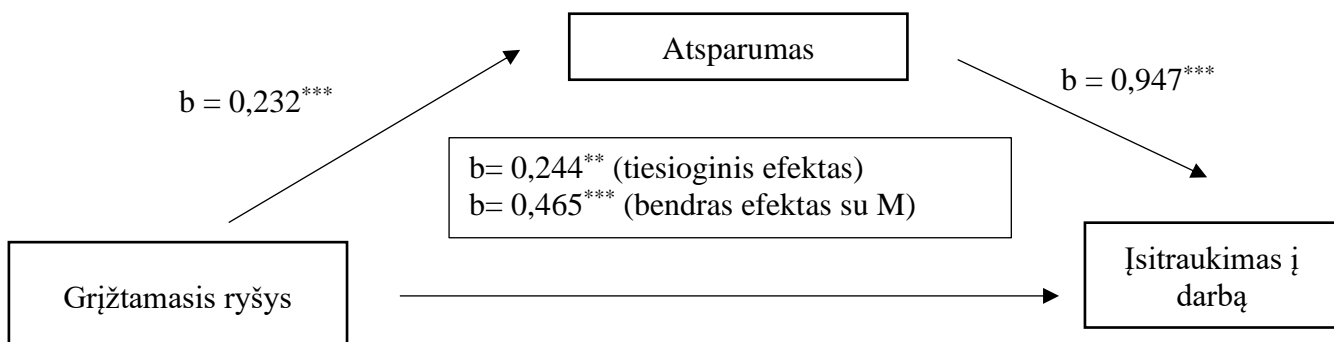 Atsparumas
b = 0,232***
b = 0,947***
b= 0,244** (tiesioginis efektas)
b= 0,465*** (bendras efektas su M)
Grįžtamasis ryšys
Įsitraukimas į
darbą